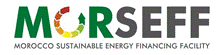 MORSEFF
MOROCCO SUSTAINABLE ENERGY FINANCING FACILITY